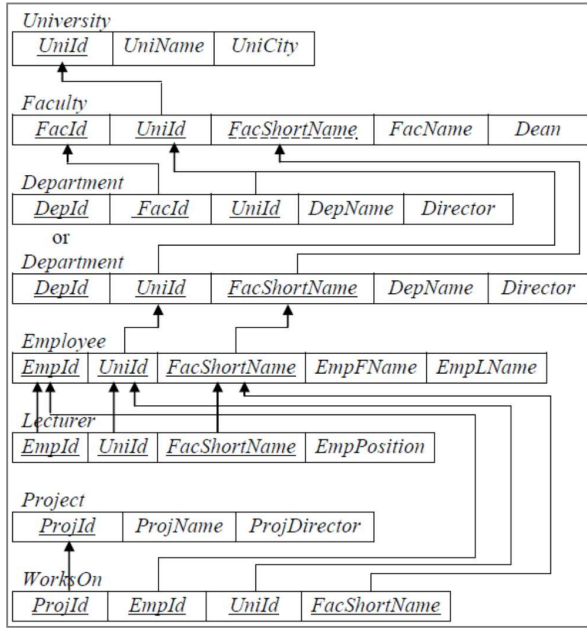 University
UniId UniName UniCity
Faculty
FacId UniId FacShortName FacName Dean
Department
DepId FacId UniId DepName Director
or
Department
DepId UniId FacShortName DepName Director
Employee
EmpId UniId FacShortName EmpFName EmpLName
Lecturer
EmpId UniId FacShortName EmpPosition
Project
ProjId ProjName ProjDirector
WorksOn
ProjId EmpId UniId FacShortName